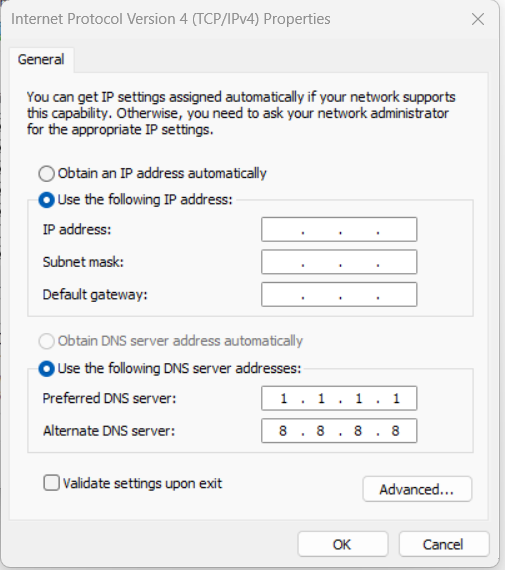 Internet Protocol Version 4 (TCP/IPv4) Properties
General
You can get IP settings assigned automatically if your network supports
this capability. Otherwise, you need to ask your network administrator
for the appropriate IP settings.
Obtain an IP address automatically
Use the following IP address:
IP address: . . .
Subnet mask: . . .
Default gateway: . . .
Obtain DNS server address automatically
Use the following DNS server addresses:
Preferred DNS server: 1 . 1 . 1 . 1
Alternate DNS server: 8 . 8 . 8 . 8
Validate settings upon exit
Advanced...
OK Cancel